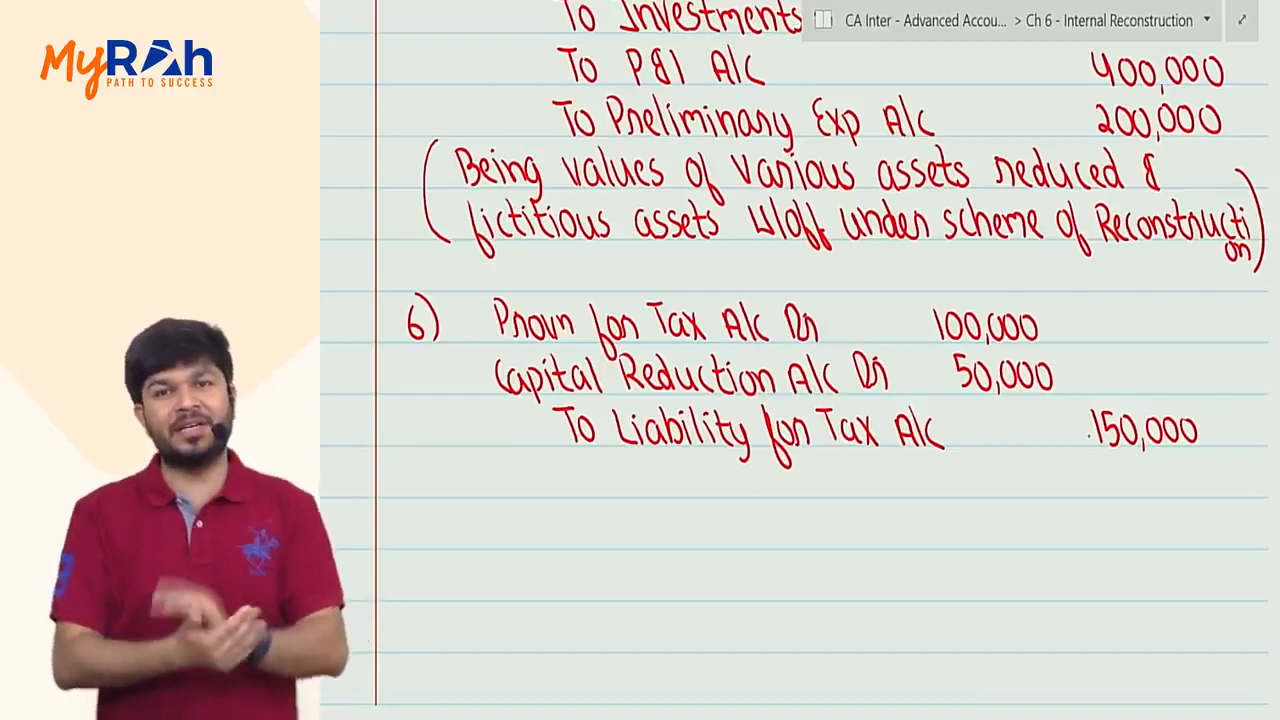 MyRAh
PATH TO SUCCESS
CA Inter - Advanced Accou... > Ch 6 - Internal Reconstruction
To Investments
To P&l A/c 400,000
To Preliminary Exp A/c 200,000
(Being values of various assets reduced &
fictitious assets w/off under scheme of Reconstructi
on)
6) Provn for Tax A/c Dr 100,000
Capital Reduction A/c Dr 50,000
To Liability for Tax A/c 150,000